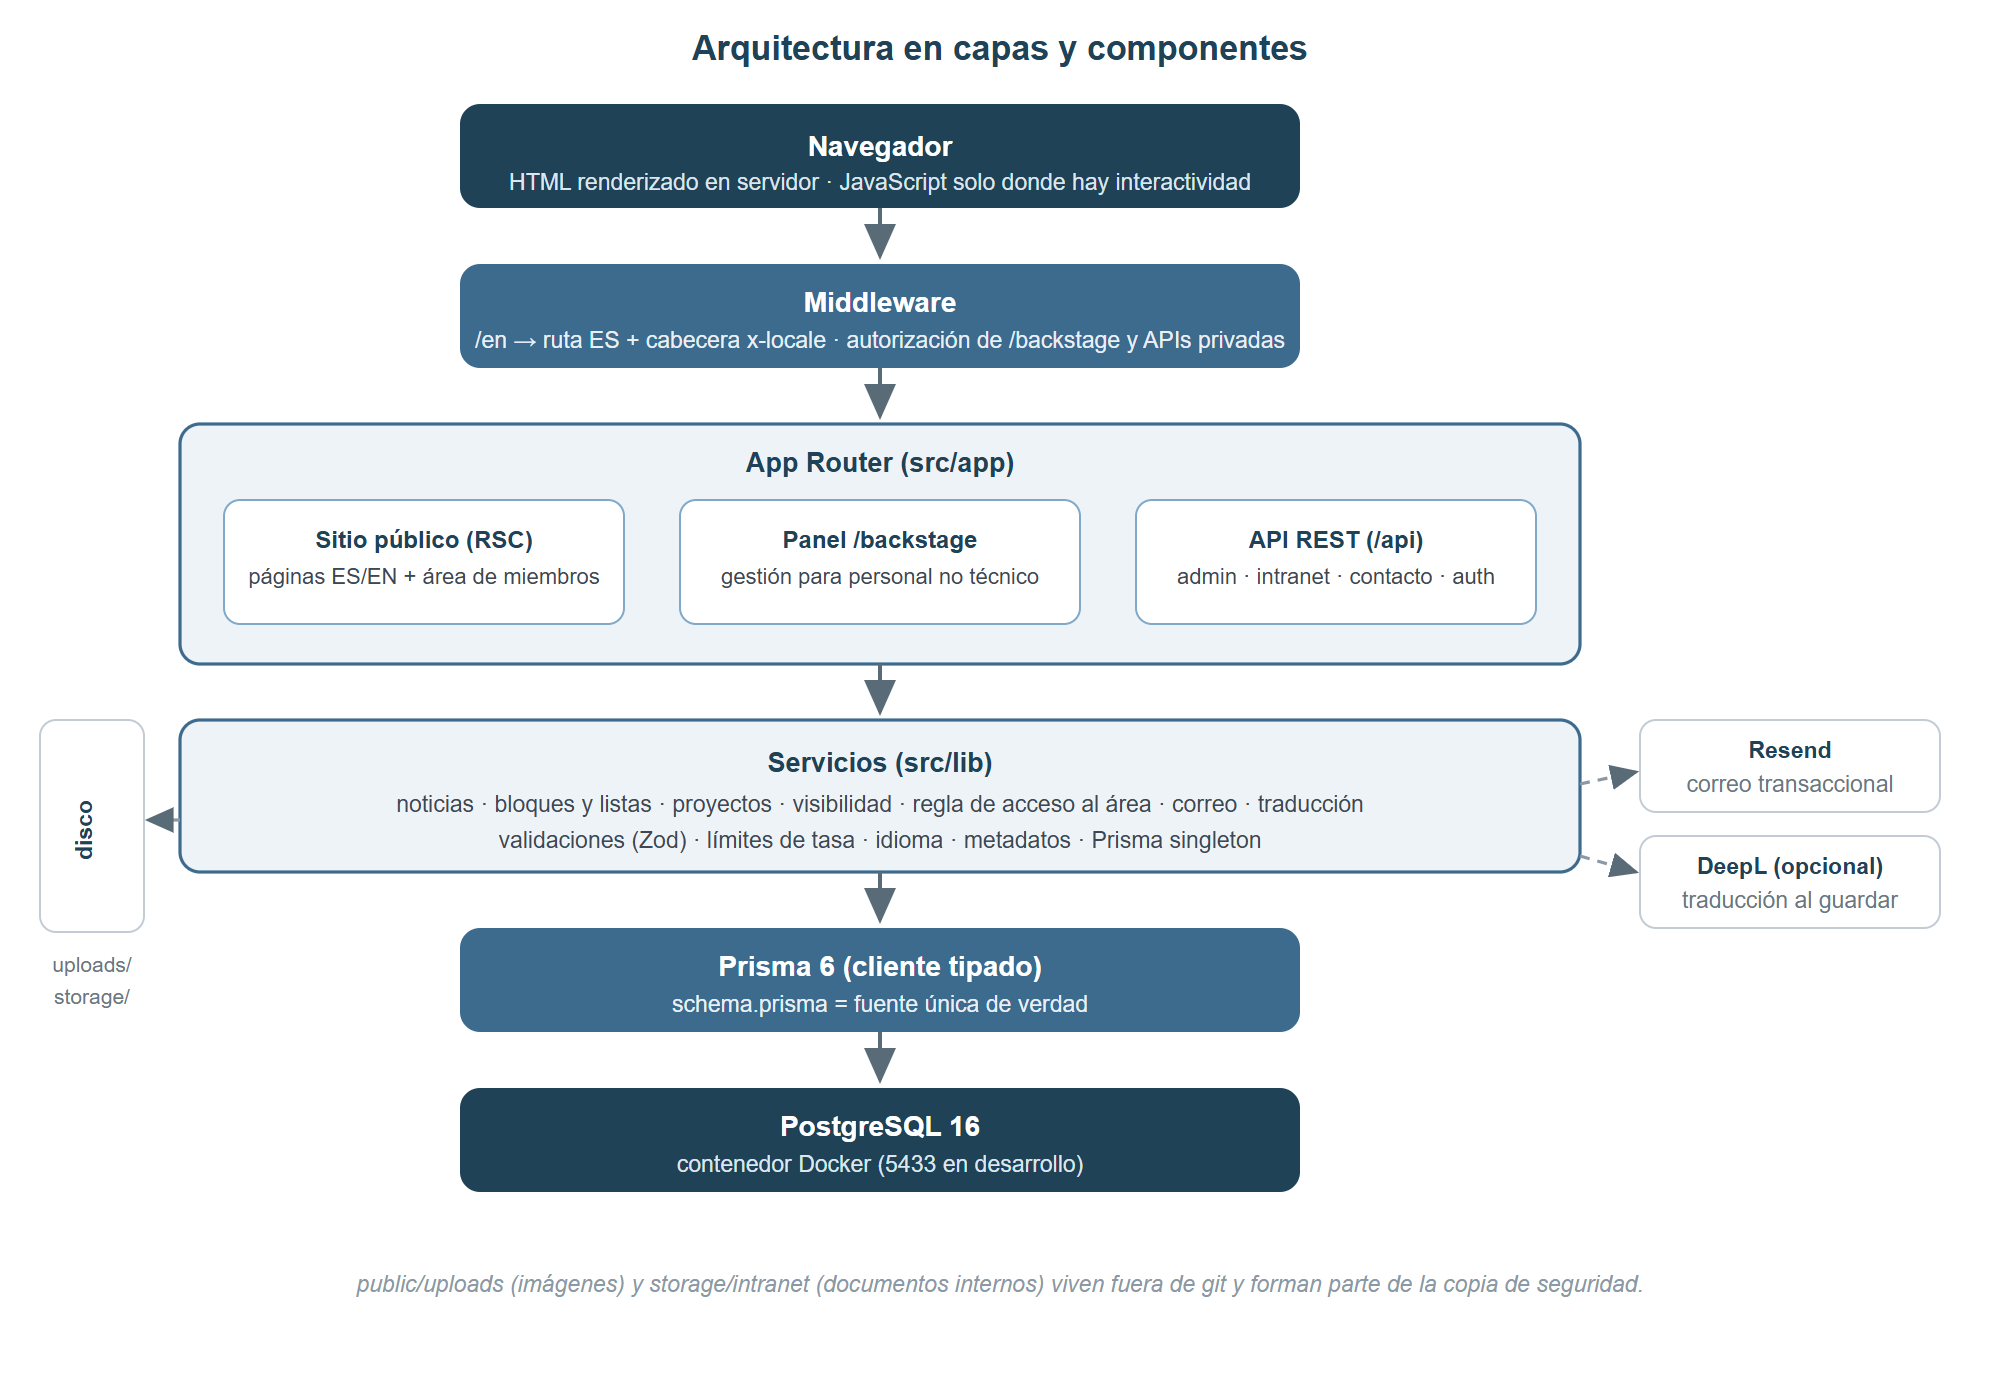 Arquitectura en capas y componentes
Navegador
HTML renderizado en servidor · JavaScript solo donde hay interactividad
Middleware
/en → ruta ES + cabecera x-locale · autorización de /backstage y APIs privadas
App Router (src/app)
Sitio público (RSC)
páginas ES/EN + área de miembros
Panel /backstage
gestión para personal no técnico
API REST (/api)
admin · intranet · contacto · auth
disco
uploads/
storage/
Servicios (src/lib)
noticias · bloques y listas · proyectos · visibilidad · regla de acceso al área · correo · traducción
validaciones (Zod) · límites de tasa · idioma · metadatos · Prisma singleton
Resend
correo transaccional
DeepL (opcional)
traducción al guardar
Prisma 6 (cliente tipado)
schema.prisma = fuente única de verdad
PostgreSQL 16
contenedor Docker (5433 en desarrollo)
public/uploads (imágenes) y storage/intranet (documentos internos) viven fuera de git y forman parte de la copia de seguridad.